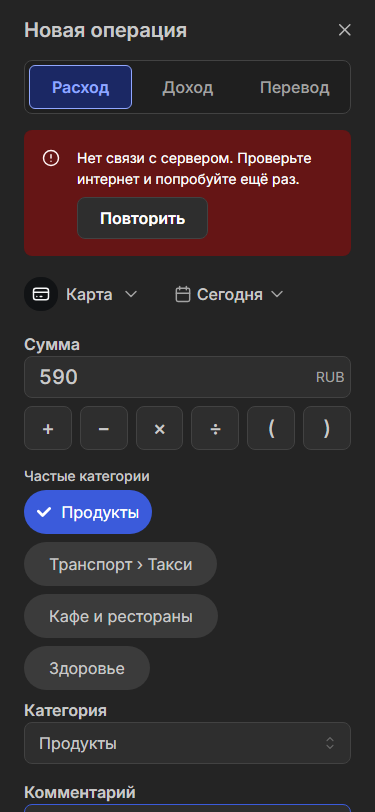 Новая операция
Расход Доход Перевод
Нет связи с сервером. Проверьте
интернет и попробуйте ещё раз.
Повторить
Карта Сегодня
Сумма
590 RUB
+ − × ÷ ( )
Частые категории
Продукты
Транспорт › Такси
Кафе и рестораны
Здоровье
Категория
Продукты
Комментарий